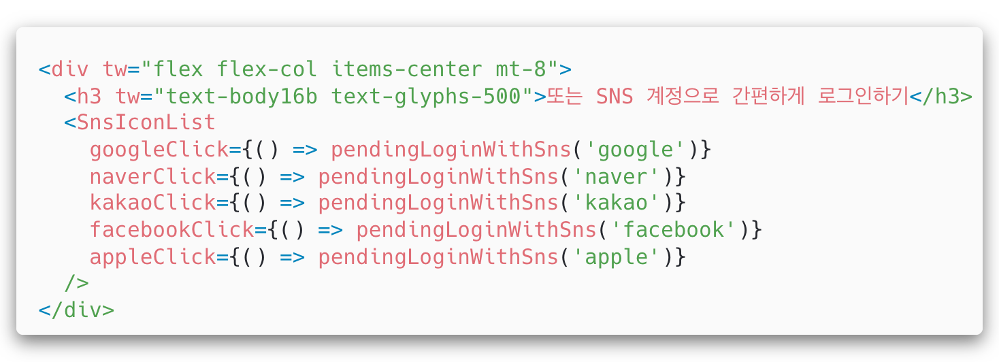 <div tw="flex flex-col items-center mt-8">
  <h3 tw="text-body16b text-glyphs-500">또는 SNS 계정으로 간편하게 로그인하기</h3>
  <SnsIconList
    googleClick={() => pendingLoginWithSns('google')}
    naverClick={() => pendingLoginWithSns('naver')}
    kakaoClick={() => pendingLoginWithSns('kakao')}
    facebookClick={() => pendingLoginWithSns('facebook')}
    appleClick={() => pendingLoginWithSns('apple')}
  />
</div>